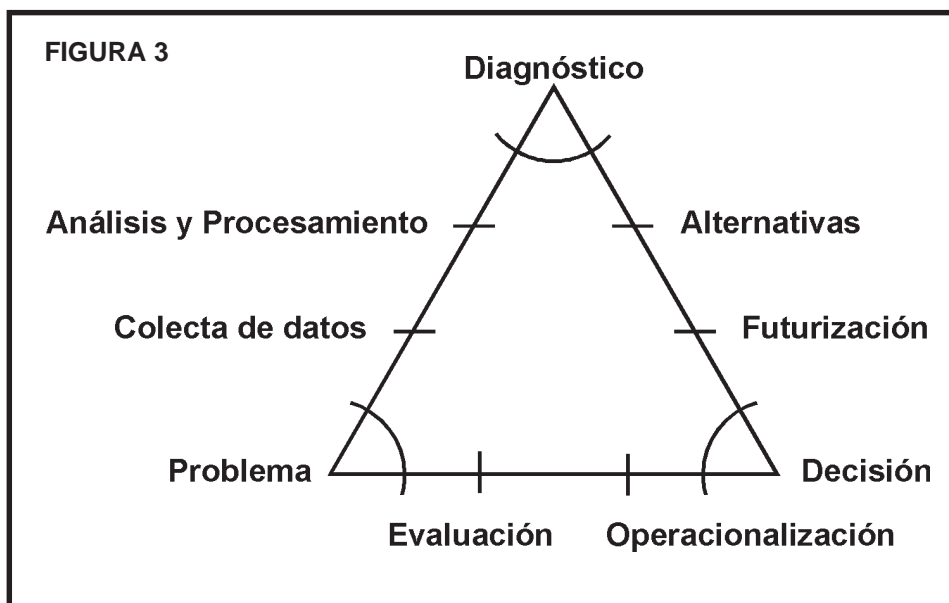 FIGURA 3
Diagnóstico
Análisis y Procesamiento
Alternativas
Colecta de datos
Futurización
Problema
Decisión
Evaluación
Operacionalización